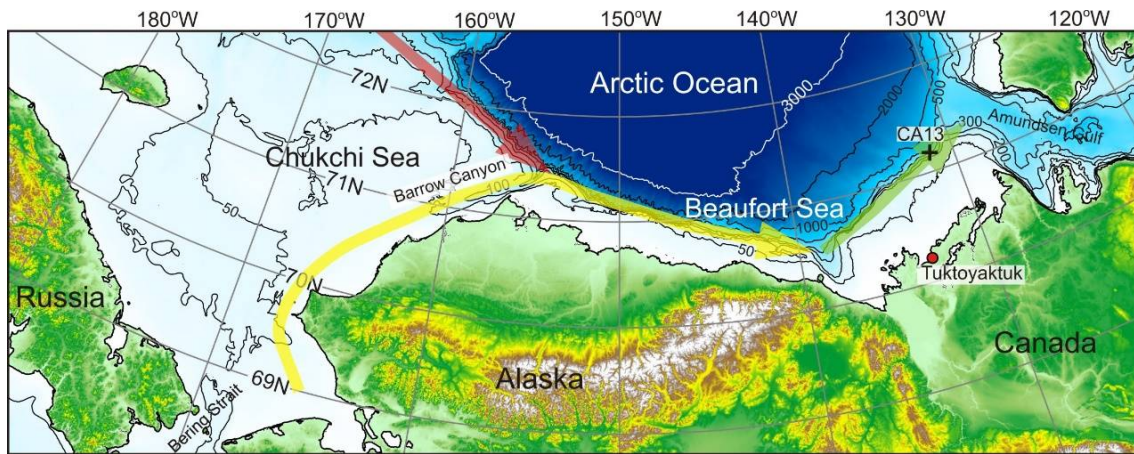 180°W
170°W
160°W
150°W
140°W
130°W
120°W
72N
Arctic Ocean
3000
2000
500
300
Amundsen Gulf
CA13
200
Chukchi Sea
71N
Barrow Canyon
100
50
Beaufort Sea
1000
50
70N
Tuktoyaktuk
Russia
Canada
69N
Alaska
Bering Strait